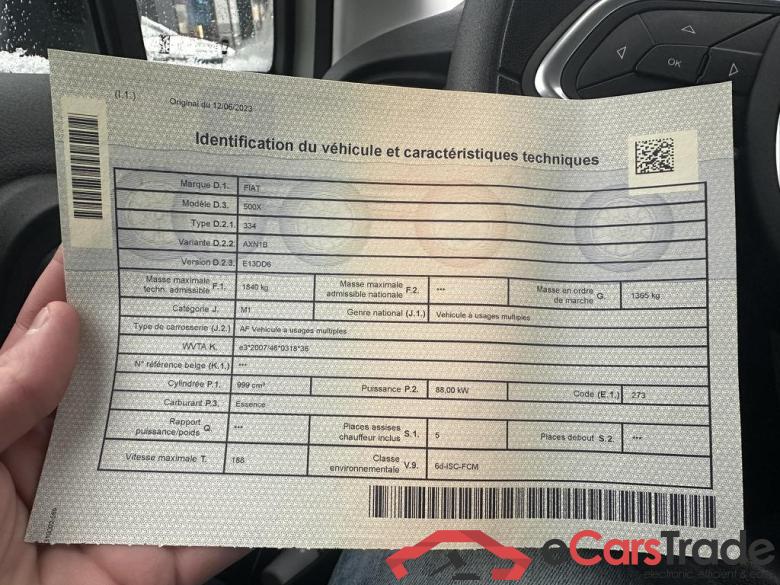 OK
(I.1.) Original du 12/06/2023
Identification du véhicule et caractéristiques techniques
Marque D.1. FIAT
Modèle D.3. 500X
Type D.2.1. 334
Variante D.2.2. AXN1B
Version D.2.3. E13DD6
Masse maximale techn. admissible F.1. 1840 kg Masse maximale admissible nationale F.2. *** Masse en ordre de marche G. 1365 kg
Catégorie J. M1 Genre national (J.1.) Véhicule à usages multiples
Type de carrosserie (J.2.) AF Véhicule à usages multiples
WVTA K. e3*2007/46*0318*36
N° référence belge (K.1.) ***
Cylindrée P.1. 999 cm³ Puissance P.2. 88,00 kW Code (E.1.) 273
Carburant P.3. Essence
Rapport puissance/poids Q. *** Places assises chauffeur inclus S.1. 5 Places debout S.2. ***
Vitesse maximale T. 188 Classe environnementale V.9. 6d-ISC-FCM
eCarsTrade